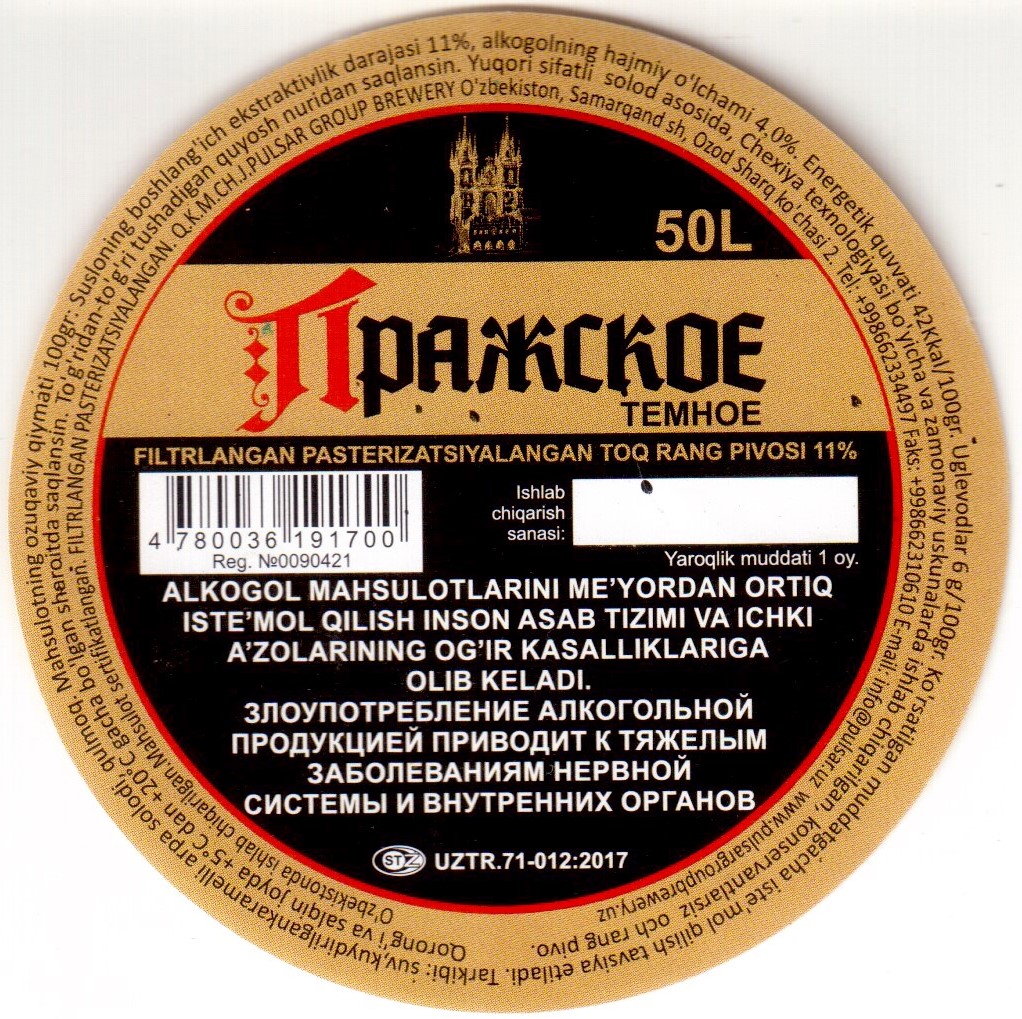 50L
Пражское
ТЕМНОЕ
FILTRLANGAN PASTERIZATSIYALANGAN TOQ RANG PIVOSI 11%
4 780036 191700
Reg. №0090421
Ishlab
chiqarish
sanasi:
Yaroqlik muddati 1 oy.
ALKOGOL MAHSULOTLARINI ME’YORDAN ORTIQ
ISTE’MOL QILISH INSON ASAB TIZIMI VA ICHKI
A’ZOLARINING OG’IR KASALLIKLARIGA
OLIB KELADI.
ЗЛОУПОТРЕБЛЕНИЕ АЛКОГОЛЬНОЙ
ПРОДУКЦИЕЙ ПРИВОДИТ К ТЯЖЕЛЫМ
ЗАБОЛЕВАНИЯМ НЕРВНОЙ
СИСТЕМЫ И ВНУТРЕННИХ ОРГАНОВ
UZTR.71-012:2017
Tarkibi: suv,kuydirilgankaramelli arpa solodi, qulmoq. Mahsulotning ozuqaviy qiymati 100gr: Susloning boshlang'ich ekstraktivlik darajasi 11%, alkogolning hajmiy o'lchami 4,0%. Energetik quvvati 42Kkal/100gr. Uglevodlar 6 g/100gr. Ko'rsatilgan muddatgacha iste'mol qilish tavsiya etiladi.
Qorong'i va salqin joyda +5°C dan +20°C gacha bo'lgan sharoitda saqlansin. To'g'ridan-to'g'ri tushadigan quyosh nuridan saqlansin. Yuqori sifatli solod asosida, Chexiya texnologiyasi bo'yicha va zamonaviy uskunalarda ishlab chiqarilgan, konservantlarsiz och rang pivo.
O'zbekistonda ishlab chiqarilgan.Mahsulot sertifikatlangan. FILTRLANGAN PASTERIZATSIYALANGAN. Q.K.M.CH.J.PULSAR GROUP BREWERY O'zbekiston, Samarqand sh, Ozod Sharq ko chasi 2. Tel: +998662334497 Faks: +998662310610 E-mail: info@pulsar.uz www.pulsargroupbrewery.uz